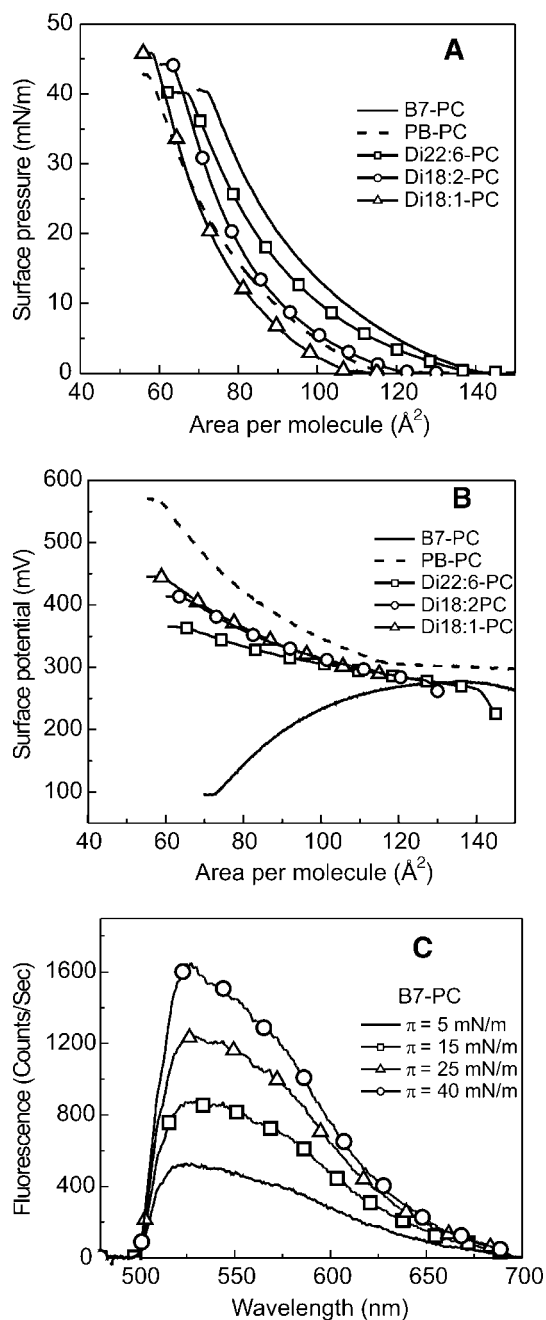 A
50
40
30
20
10
0
Surface pressure (mN/m)
B7-PC
PB-PC
Di22:6-PC
Di18:2-PC
Di18:1-PC
40 60 80 100 120 140
Area per molecule (Å²)
B
600
500
400
300
200
100
Surface potential (mV)
B7-PC
PB-PC
Di22:6-PC
Di18:2PC
Di18:1-PC
40 60 80 100 120 140
Area per molecule (Å²)
C
1600
1200
800
400
0
Fluorescence (Counts/Sec)
B7-PC
π = 5 mN/m
π = 15 mN/m
π = 25 mN/m
π = 40 mN/m
500 550 600 650 700
Wavelength (nm)